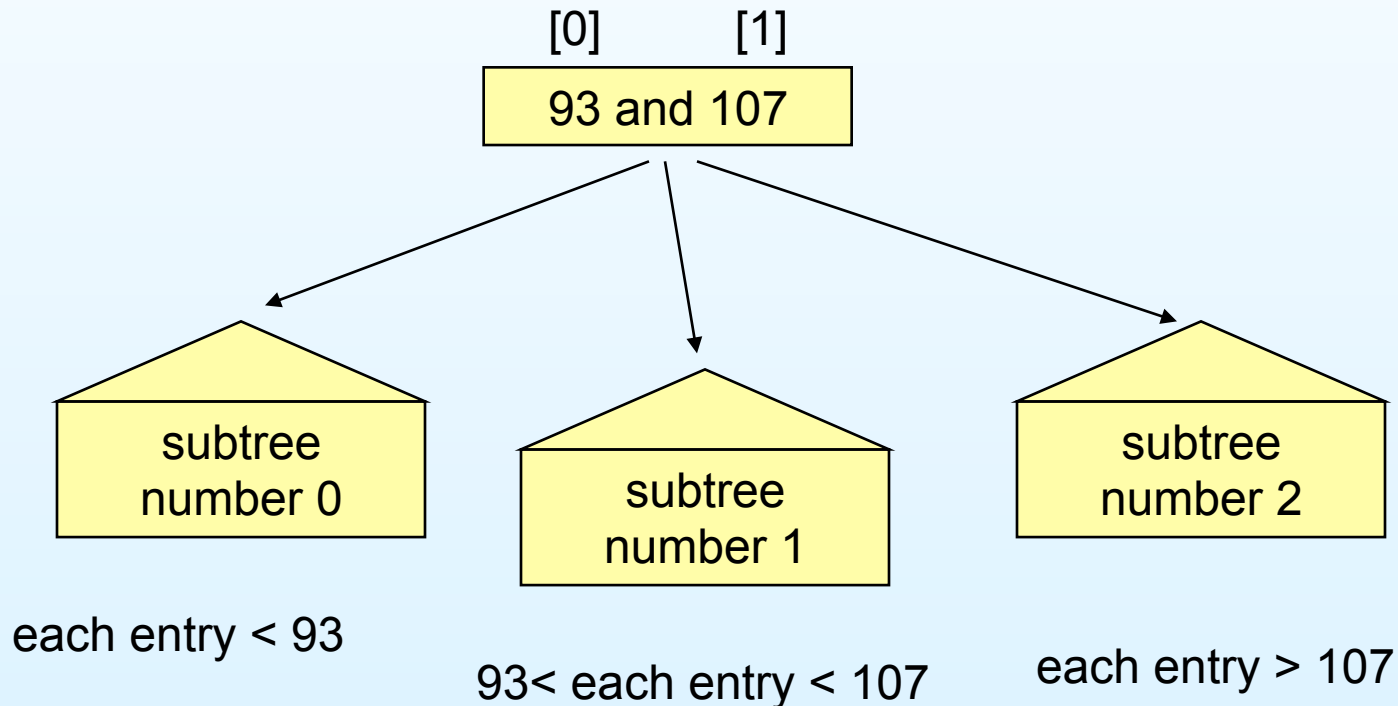 [0] [1]
93 and 107
subtree
number 0
subtree
number 1
subtree
number 2
each entry < 93
93< each entry < 107
each entry > 107